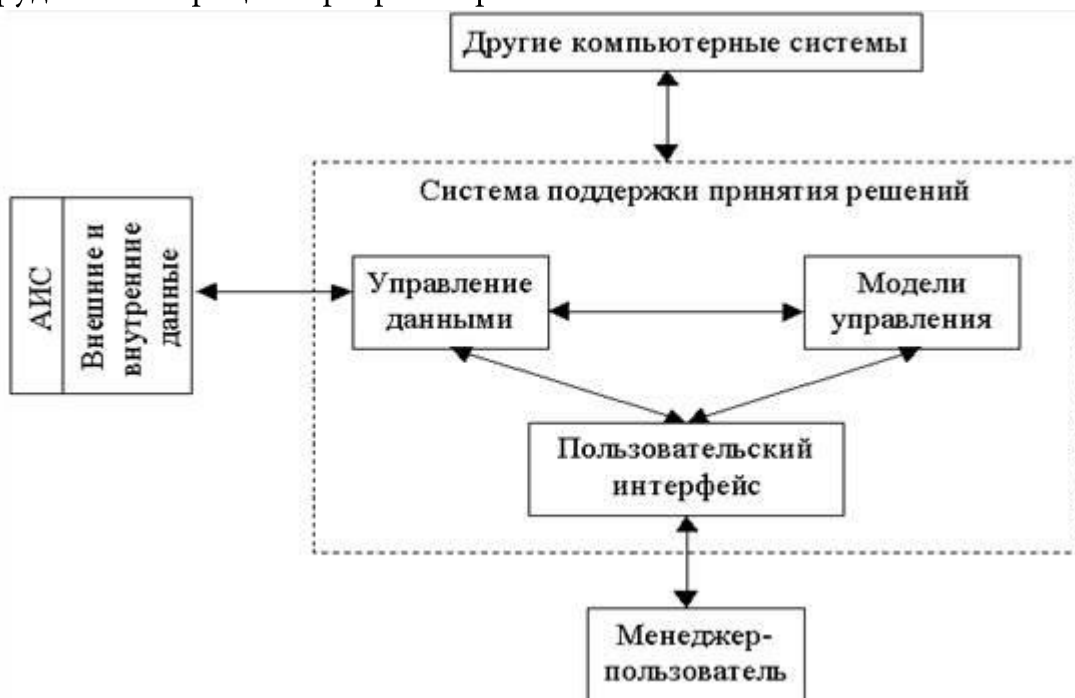 Другие компьютерные системы
Система поддержки принятия решений
АИС
Внешние и
внутренние
данные
Управление
данными
Модели
управления
Пользовательский
интерфейс
Менеджер-
пользователь